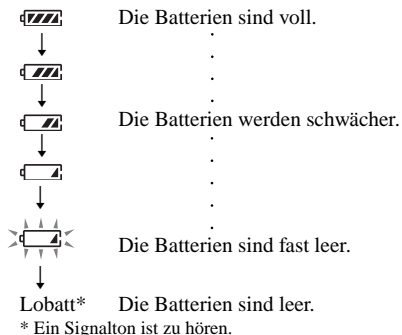 Die Batterien sind voll.
Die Batterien werden schwächer.
Die Batterien sind fast leer.
Lobatt* Die Batterien sind leer.
* Ein Signalton ist zu hören.